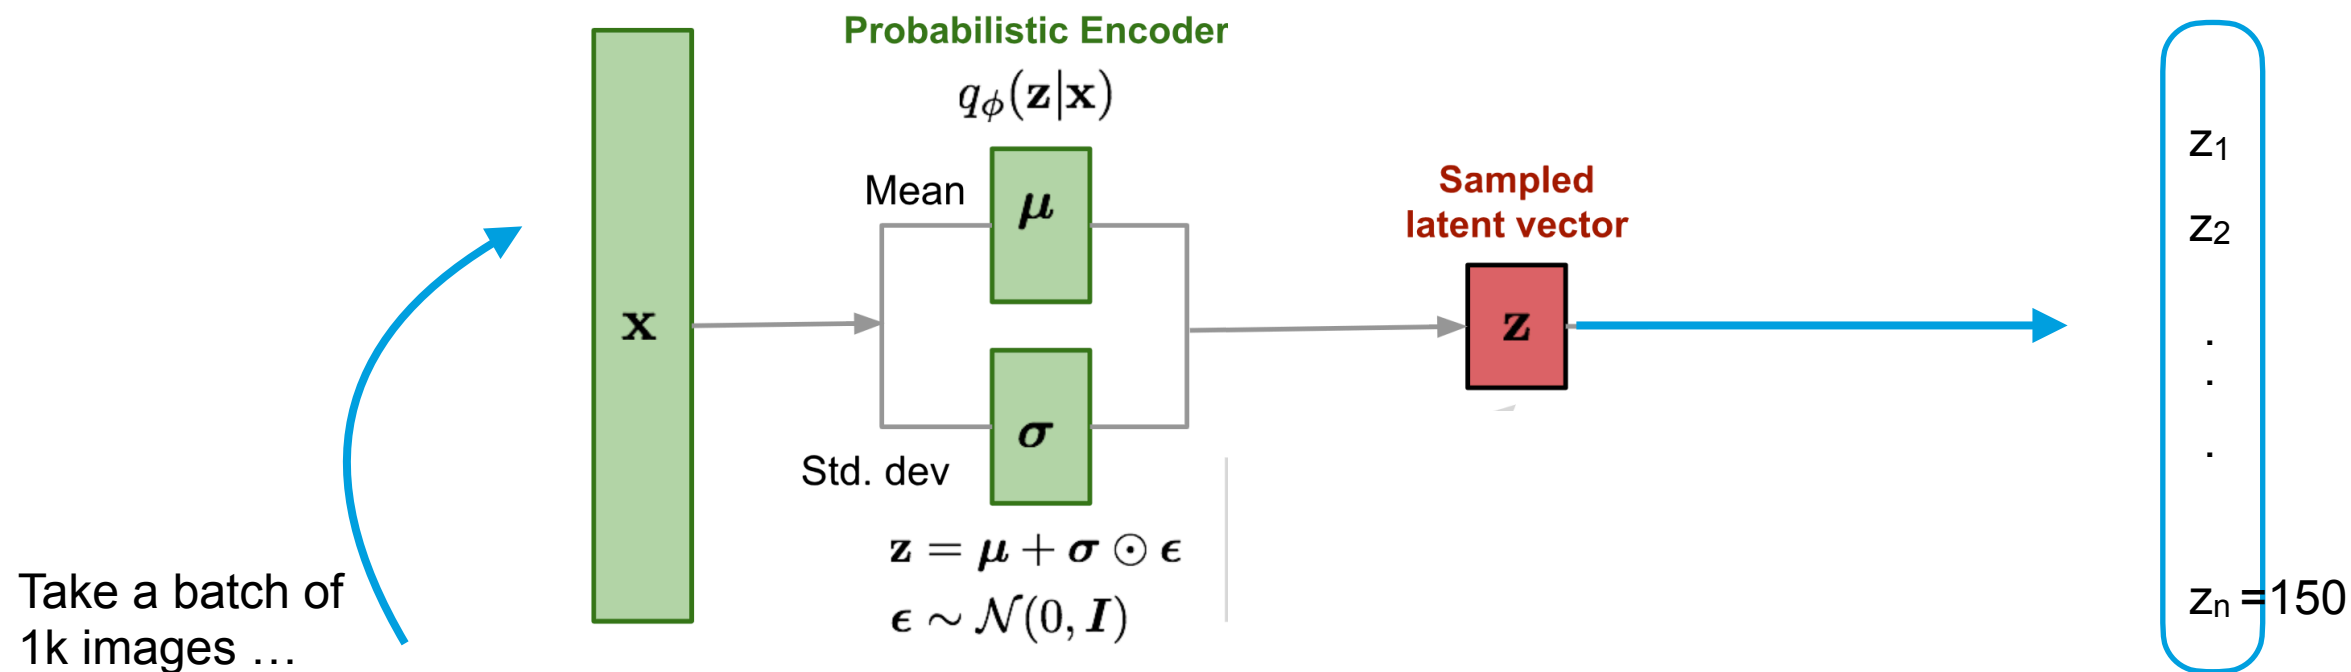 Probabilistic Encoder
qϕ(z|x)
Mean
μ
x
σ
Std. dev
z = μ + σ ⊙ ϵ
ϵ ∼ 𝒩(0, I)
Sampled
latent vector
z
z1
z2
.
.
.
zn =150
Take a batch of
1k images …